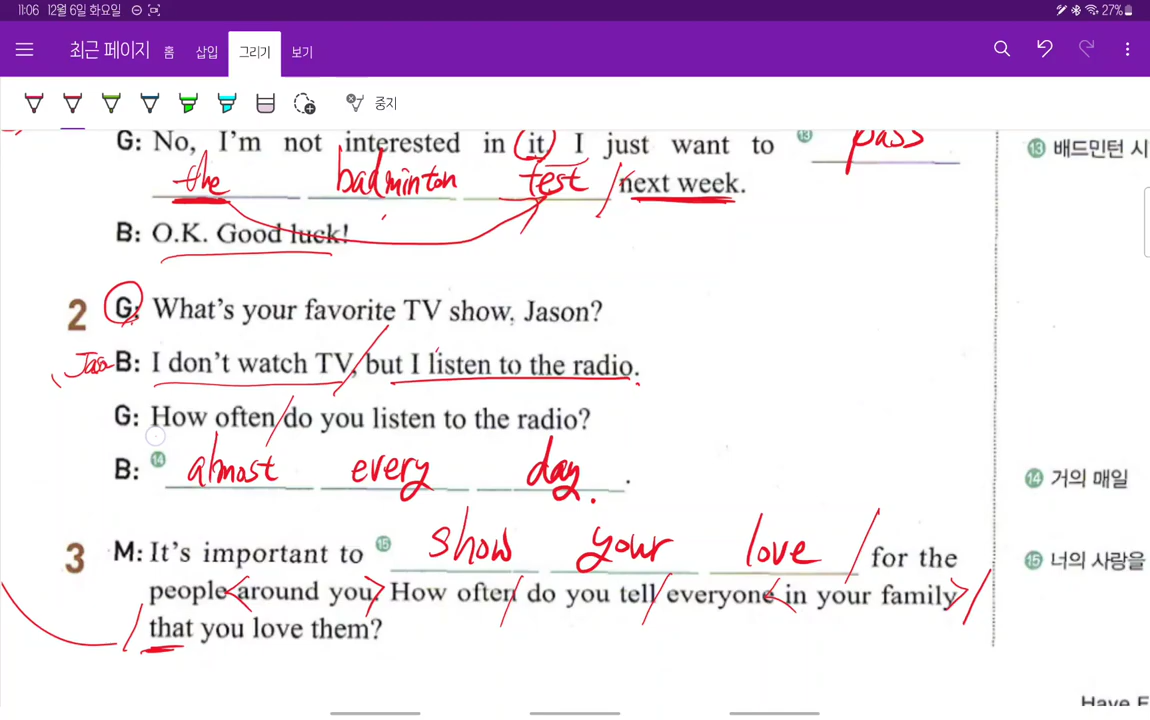 11:06 12월 6일 화요일 27%
최근 페이지 홈 삽입 그리기 보기
중지
G: No, I'm not interested in it, I just want to ⑬ pass
⑬ 배드민턴 시
the badminton test next week.
B: O.K. Good luck!
2 G: What's your favorite TV show, Jason?
Jason B: I don't watch TV, but I listen to the radio.
G: How often do you listen to the radio?
B: ⑭ almost every day.
⑭ 거의 매일
3 M: It's important to ⑮ show your love for the
⑮ 너의 사랑을
people around you. How often do you tell everyone in your family
that you love them?
Have E